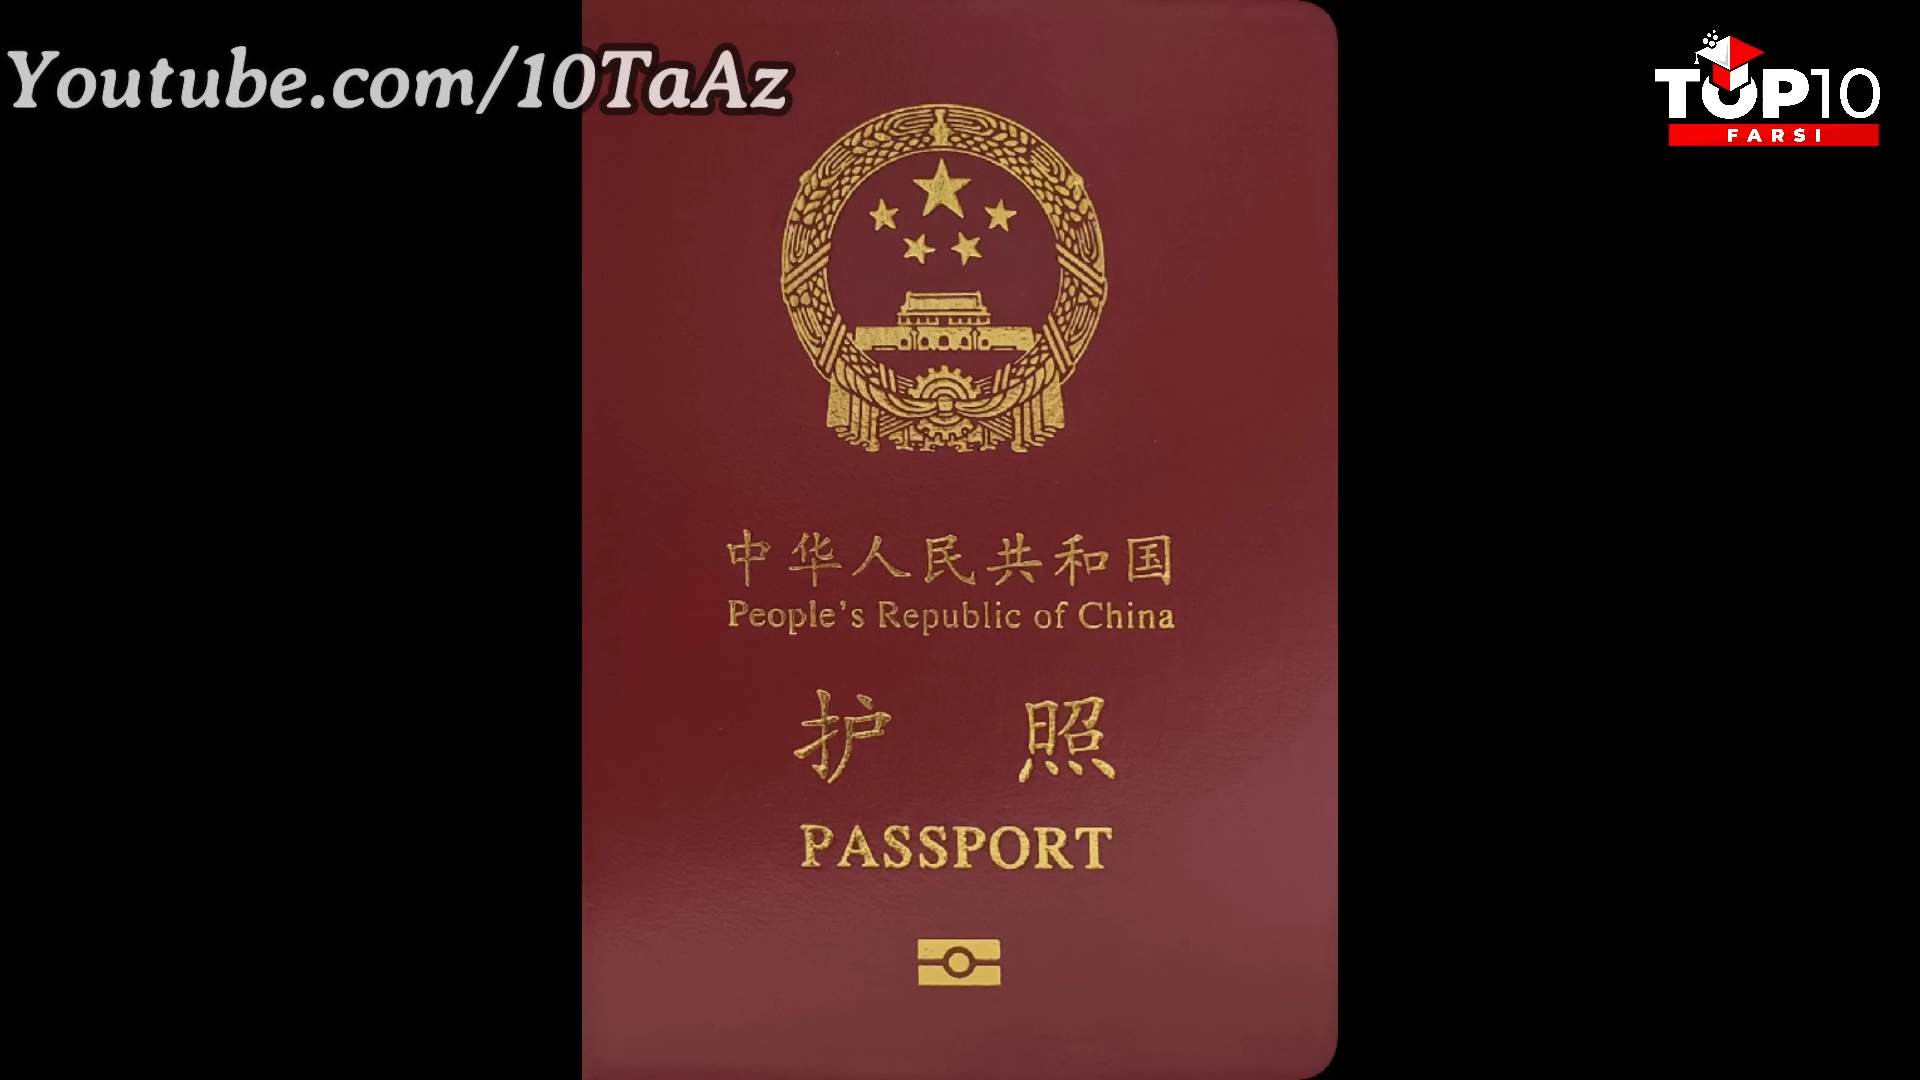 Youtube.com/10TaAz
TOP10
FARSI
中华人民共和国
People's Republic of China
护照
PASSPORT